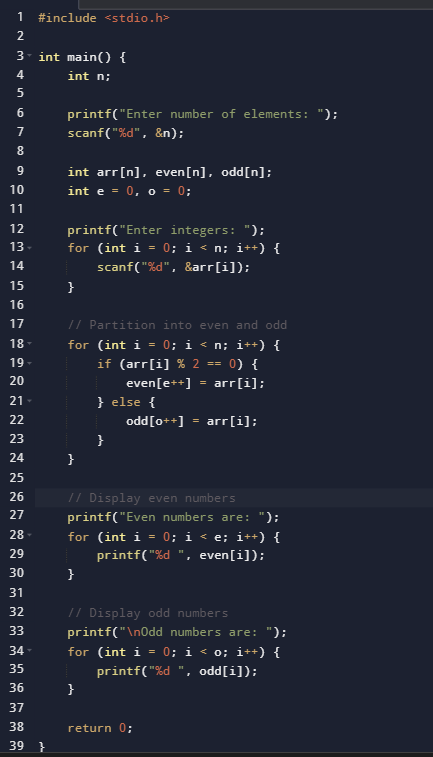 1 #include <stdio.h>
2
3 int main() {
4     int n;
5
6     printf("Enter number of elements: ");
7     scanf("%d", &n);
8
9     int arr[n], even[n], odd[n];
10     int e = 0, o = 0;
11
12     printf("Enter integers: ");
13     for (int i = 0; i < n; i++) {
14         scanf("%d", &arr[i]);
15     }
16
17     // Partition into even and odd
18     for (int i = 0; i < n; i++) {
19         if (arr[i] % 2 == 0) {
20             even[e++] = arr[i];
21         } else {
22             odd[o++] = arr[i];
23         }
24     }
25
26     // Display even numbers
27     printf("Even numbers are: ");
28     for (int i = 0; i < e; i++) {
29         printf("%d ", even[i]);
30     }
31
32     // Display odd numbers
33     printf("\nOdd numbers are: ");
34     for (int i = 0; i < o; i++) {
35         printf("%d ", odd[i]);
36     }
37
38     return 0;
39 }